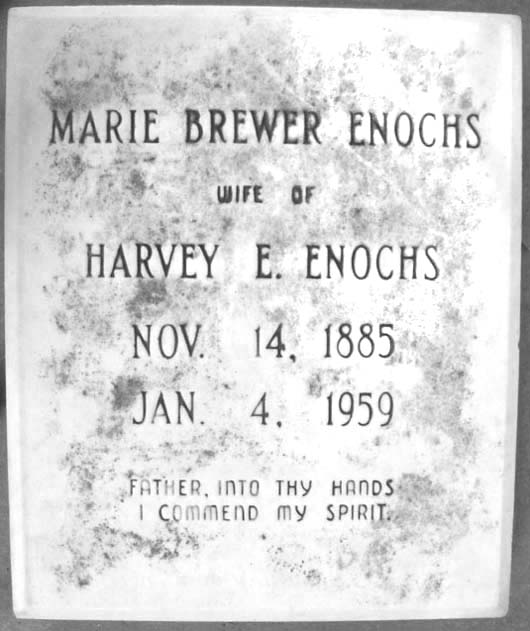 MARIE BREWER ENOCHS
WIFE OF
HARVEY E. ENOCHS
NOV. 14, 1885
JAN. 4, 1959
FATHER, INTO THY HANDS
I COMMEND MY SPIRIT.